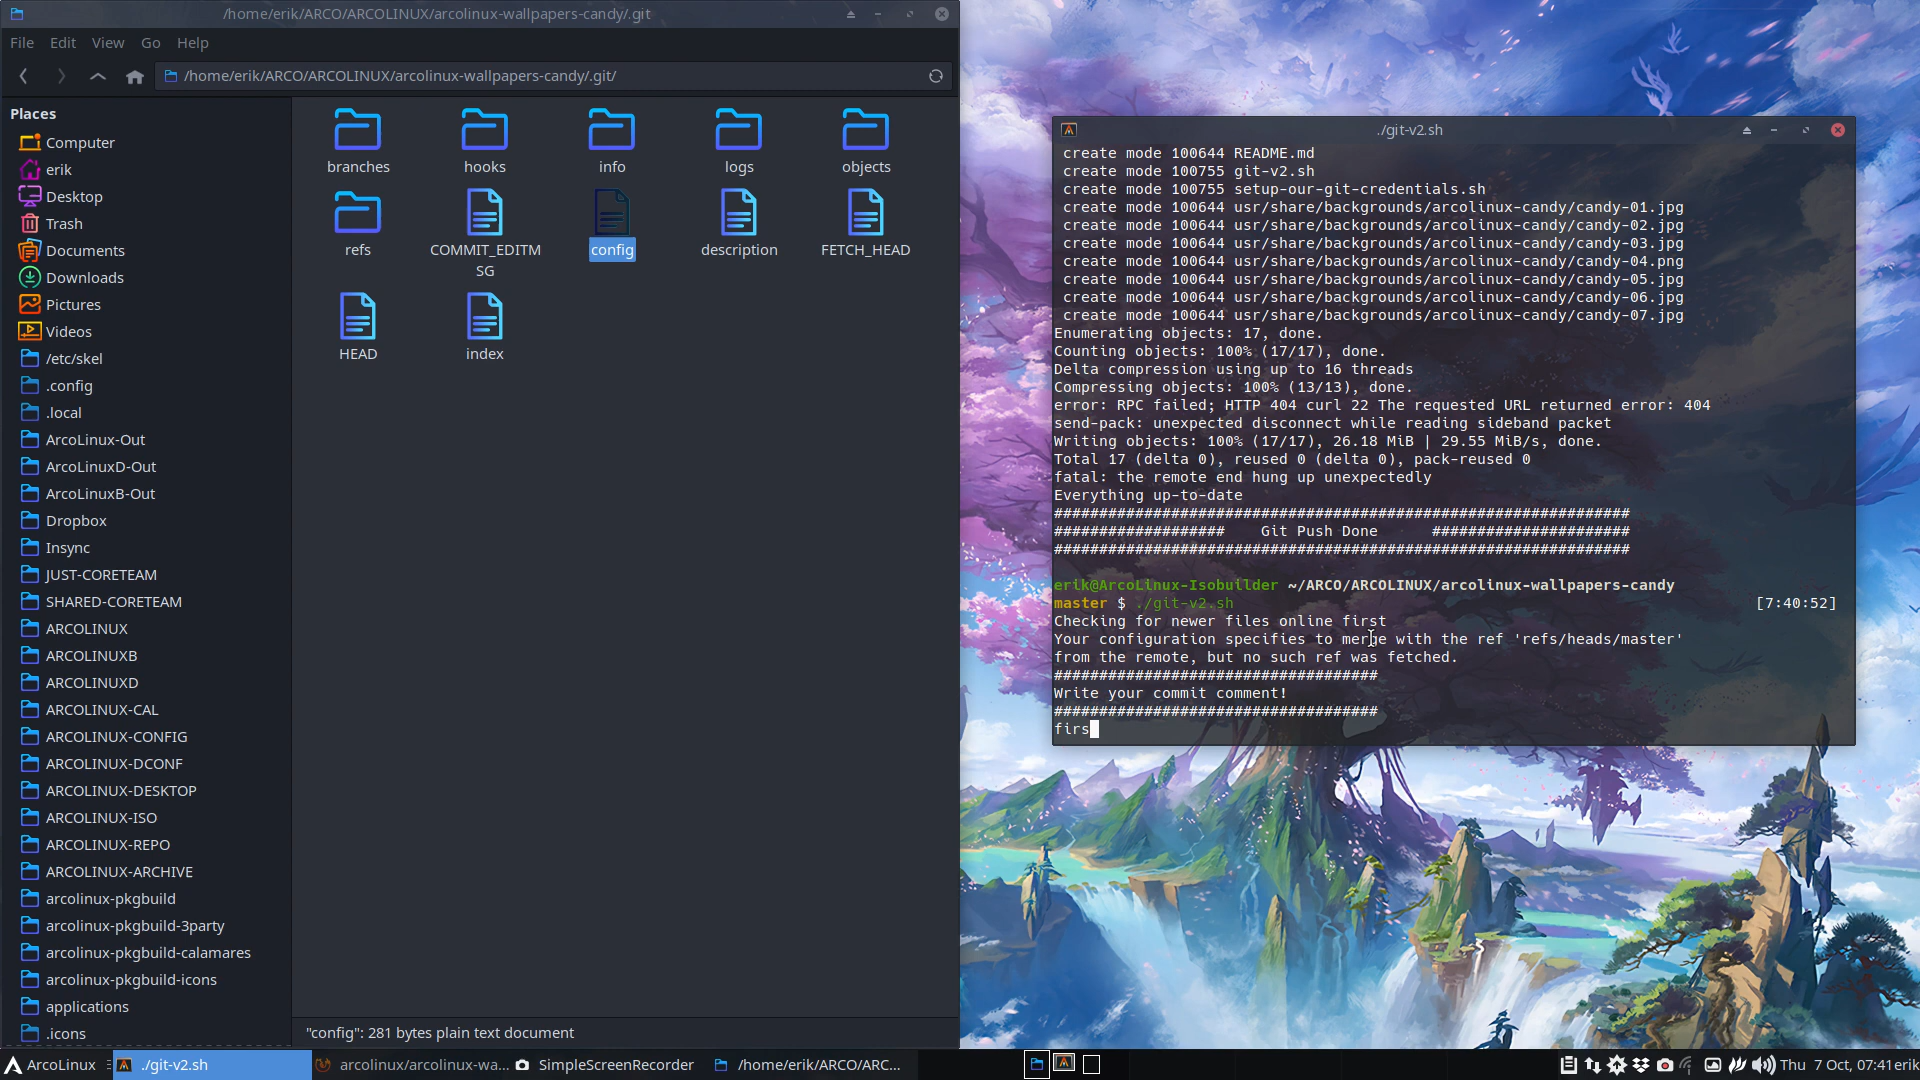 /home/erik/ARCO/ARCOLINUX/arcolinux-wallpapers-candy/.git
File Edit View Go Help
/home/erik/ARCO/ARCOLINUX/arcolinux-wallpapers-candy/.git/
Places
Computer
erik
Desktop
Trash
Documents
Downloads
Pictures
Videos
/etc/skel
.config
.local
ArcoLinux-Out
ArcoLinuxD-Out
ArcoLinuxB-Out
Dropbox
Insync
JUST-CORETEAM
SHARED-CORETEAM
ARCOLINUX
ARCOLINUXB
ARCOLINUXD
ARCOLINUX-CAL
ARCOLINUX-CONFIG
ARCOLINUX-DCONF
ARCOLINUX-DESKTOP
ARCOLINUX-ISO
ARCOLINUX-REPO
ARCOLINUX-ARCHIVE
arcolinux-pkgbuild
arcolinux-pkgbuild-3party
arcolinux-pkgbuild-calamares
arcolinux-pkgbuild-icons
applications
.icons
branches hooks info logs objects
refs COMMIT_EDITM config description FETCH_HEAD
SG
HEAD index
"config": 281 bytes plain text document
./git-v2.sh
create mode 100644 README.md
create mode 100755 git-v2.sh
create mode 100755 setup-our-git-credentials.sh
create mode 100644 usr/share/backgrounds/arcolinux-candy/candy-01.jpg
create mode 100644 usr/share/backgrounds/arcolinux-candy/candy-02.jpg
create mode 100644 usr/share/backgrounds/arcolinux-candy/candy-03.jpg
create mode 100644 usr/share/backgrounds/arcolinux-candy/candy-04.png
create mode 100644 usr/share/backgrounds/arcolinux-candy/candy-05.jpg
create mode 100644 usr/share/backgrounds/arcolinux-candy/candy-06.jpg
create mode 100644 usr/share/backgrounds/arcolinux-candy/candy-07.jpg
Enumerating objects: 17, done.
Counting objects: 100% (17/17), done.
Delta compression using up to 16 threads
Compressing objects: 100% (13/13), done.
error: RPC failed; HTTP 404 curl 22 The requested URL returned error: 404
send-pack: unexpected disconnect while reading sideband packet
Writing objects: 100% (17/17), 26.18 MiB | 29.55 MiB/s, done.
Total 17 (delta 0), reused 0 (delta 0), pack-reused 0
fatal: the remote end hung up unexpectedly
Everything up-to-date
################################################################
###################    Git Push Done      ######################
################################################################
erik@ArcoLinux-Isobuilder ~/ARCO/ARCOLINUX/arcolinux-wallpapers-candy
master $ ./git-v2.sh [7:40:52]
Checking for newer files online first
Your configuration specifies to merge with the ref 'refs/heads/master'
from the remote, but no such ref was fetched.
####################################
Write your commit comment!
####################################
firs
ArcoLinux ./git-v2.sh arcolinux/arcolinux-wa... SimpleScreenRecorder /home/erik/ARCO/ARC... Thu 7 Oct, 07:41 erik